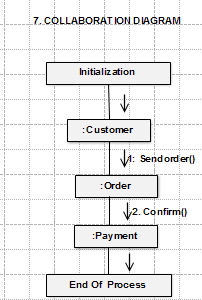 7. COLLABORATION DIAGRAM
Initialization
:Customer
1: Sendorder()
:Order
2. Confirm()
:Payment
End Of Process